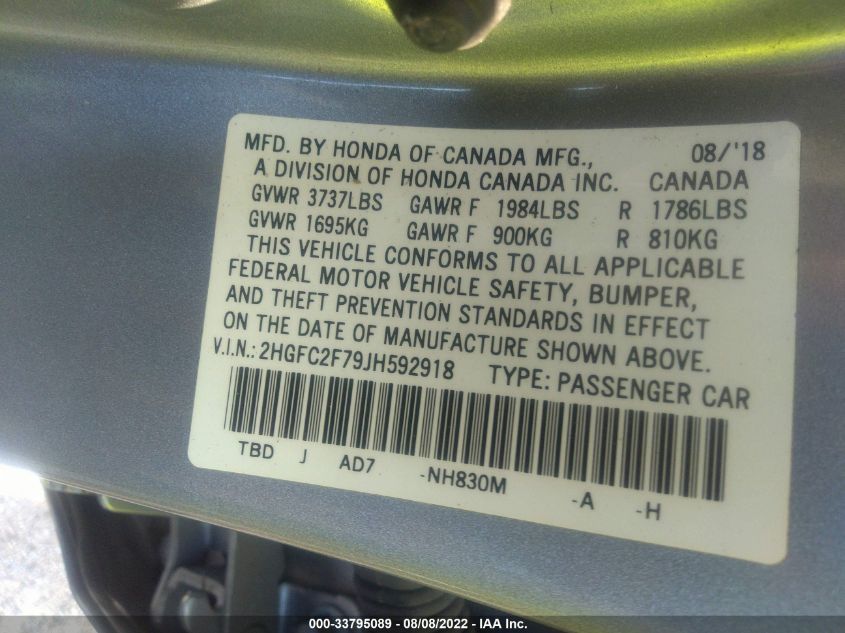 MFD. BY HONDA OF CANADA MFG., 08/'18
A DIVISION OF HONDA CANADA INC. CANADA
GVWR 3737LBS GAWR F 1984LBS R 1786LBS
GVWR 1695KG GAWR F 900KG R 810KG
THIS VEHICLE CONFORMS TO ALL APPLICABLE
FEDERAL MOTOR VEHICLE SAFETY, BUMPER,
AND THEFT PREVENTION STANDARDS IN EFFECT
ON THE DATE OF MANUFACTURE SHOWN ABOVE.
V.I.N.: 2HGFC2F79JH592918 TYPE: PASSENGER CAR
TBD J AD7 -NH830M -A -H
000-33795089 - 08/08/2022 - IAA Inc.